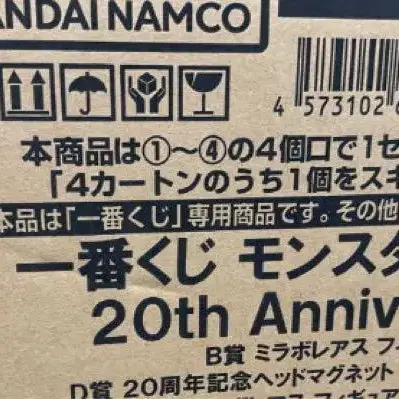 ANDAI NAMCO
4 573102 6
本商品は①～④の4個口で1セ
「4カートンのうち1個をスキ
本品は「一番くじ」専用商品です。その他
一番くじ モンスタ
20th Anniv
B賞 ミラボレアス フィ
D賞 20周年記念ヘッドマグネット